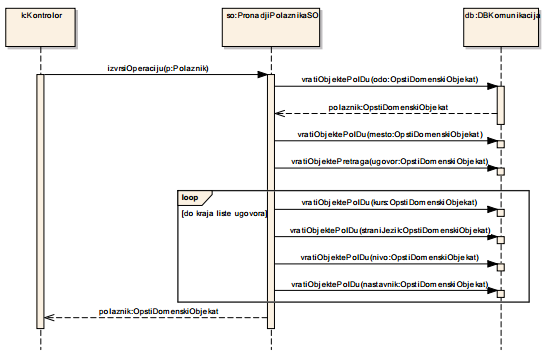 k:Kontrolor
so:PronadjiPolaznikaSO
db:DBKomunikacija
izvrsiOperaciju(p:Polaznik)
vratiObjektePoIDu(odo:OpstiDomenskiObjekat)
polaznik:OpstiDomenskiObjekat
vratiObjektePoIDu(mesto:OpstiDomenskiObjekat)
vratiObjektePretraga(ugovor:OpstiDomenskiObjekat)
loop
[do kraja liste ugovora]
vratiObjektePoIDu(kurs:OpstiDomenskiObjekat)
vratiObjektePoIDu(straniJezik:OpstiDomenskiObjekat)
vratiObjektePoIDu(nivo:OpstiDomenskiObjekat)
vratiObjektePoIDu(nastavnik:OpstiDomenskiObjekat)
polaznik:OpstiDomenskiObjekat